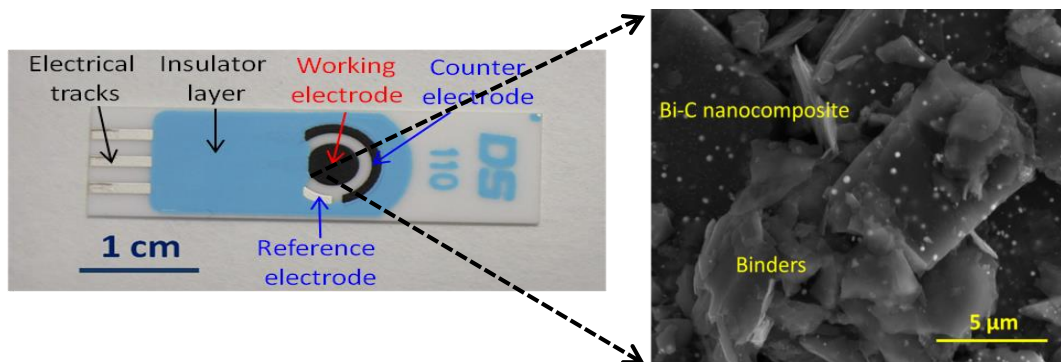 Electrical
tracks
Insulator
layer
Working
electrode
Counter
electrode
DS
110
Reference
electrode
1 cm
Bi-C nanocomposite
Binders
5 µm